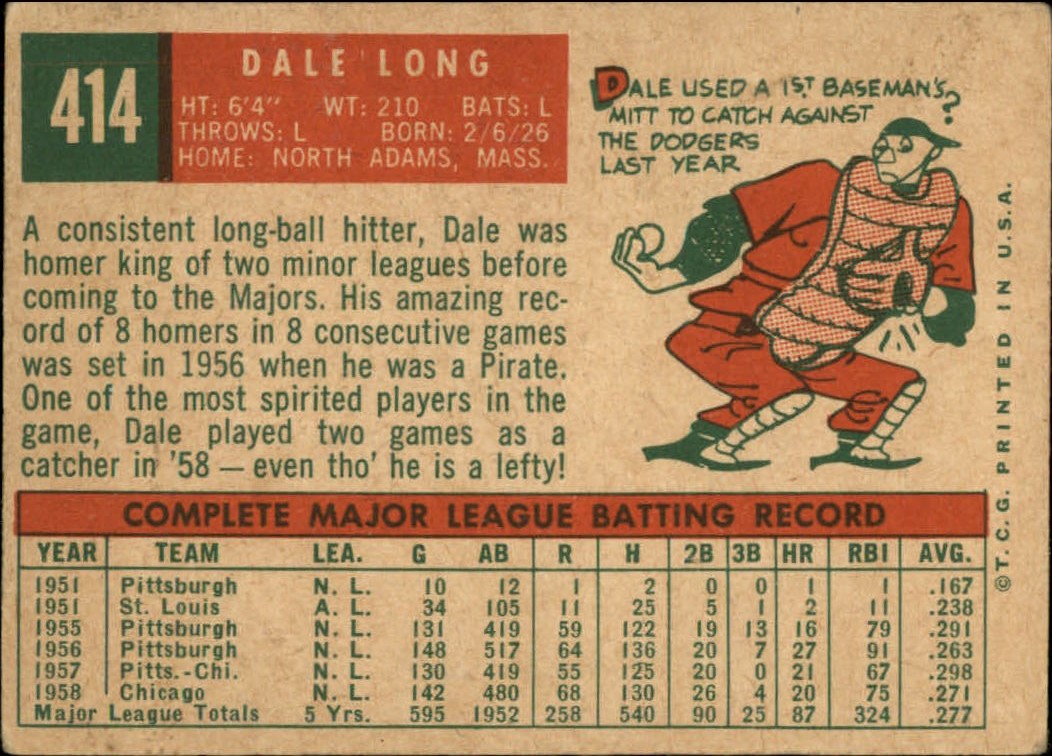 414
DALE LONG
HT: 6'4" WT: 210 BATS: L
THROWS: L BORN: 2/6/26
HOME: NORTH ADAMS, MASS.
A consistent long-ball hitter, Dale was
homer king of two minor leagues before
coming to the Majors. His amazing rec-
ord of 8 homers in 8 consecutive games
was set in 1956 when he was a Pirate.
One of the most spirited players in the
game, Dale played two games as a
catcher in '58 — even tho' he is a lefty!
DALE USED A 1ST BASEMAN'S
MITT TO CATCH AGAINST
THE DODGERS
LAST YEAR
?
COMPLETE MAJOR LEAGUE BATTING RECORD
YEAR TEAM LEA. G AB R H 2B 3B HR RBI AVG.
1951 Pittsburgh N. L. 10 12 1 2 0 0 1 1 .167
1951 St. Louis A. L. 34 105 11 25 5 1 2 11 .238
1955 Pittsburgh N. L. 131 419 59 122 19 13 16 79 .291
1956 Pittsburgh N. L. 148 517 64 136 20 7 27 91 .263
1957 Pitts.-Chi. N. L. 130 419 55 125 20 0 21 67 .298
1958 Chicago N. L. 142 480 68 130 26 4 20 75 .271
Major League Totals 5 Yrs. 595 1952 258 540 90 25 87 324 .277
© T. C. G. PRINTED IN U.S.A.